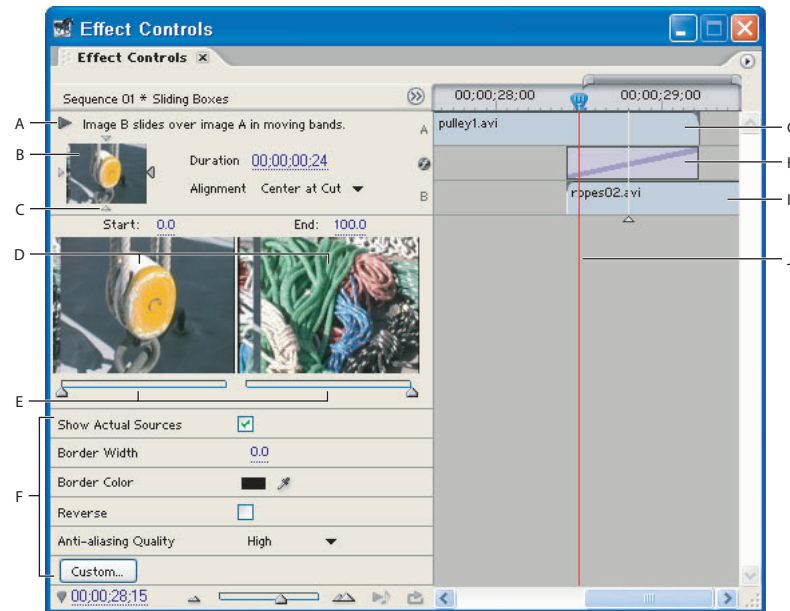 Effect Controls
Effect Controls x
Sequence 01 * Sliding Boxes
00;00;28;00 00;00;29;00
A Image B slides over image A in moving bands. A pulley1.avi
B
Duration 00;00;00;24
Alignment Center at Cut B ropes02.avi I
C
Start: 0.0 End: 100.0
D J
E
Show Actual Sources
Border Width 0.0
F
Border Color
Reverse
Anti-aliasing Quality High
Custom...
00;00;28;15